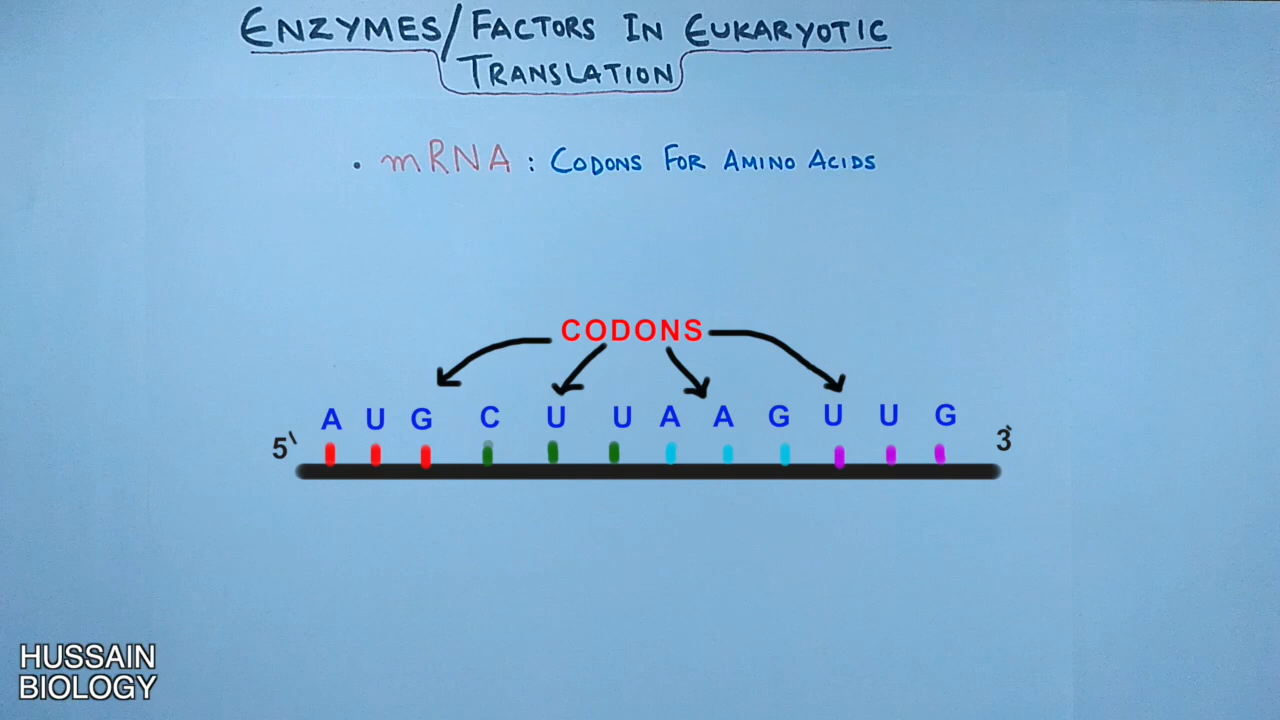 ENZYMES/FACTORS IN EUKARYOTIC
TRANSLATION
• mRNA : CODONS FOR AMINO ACIDS
CODONS
A U G C U U A A G U U G
5' 3'
HUSSAIN
BIOLOGY